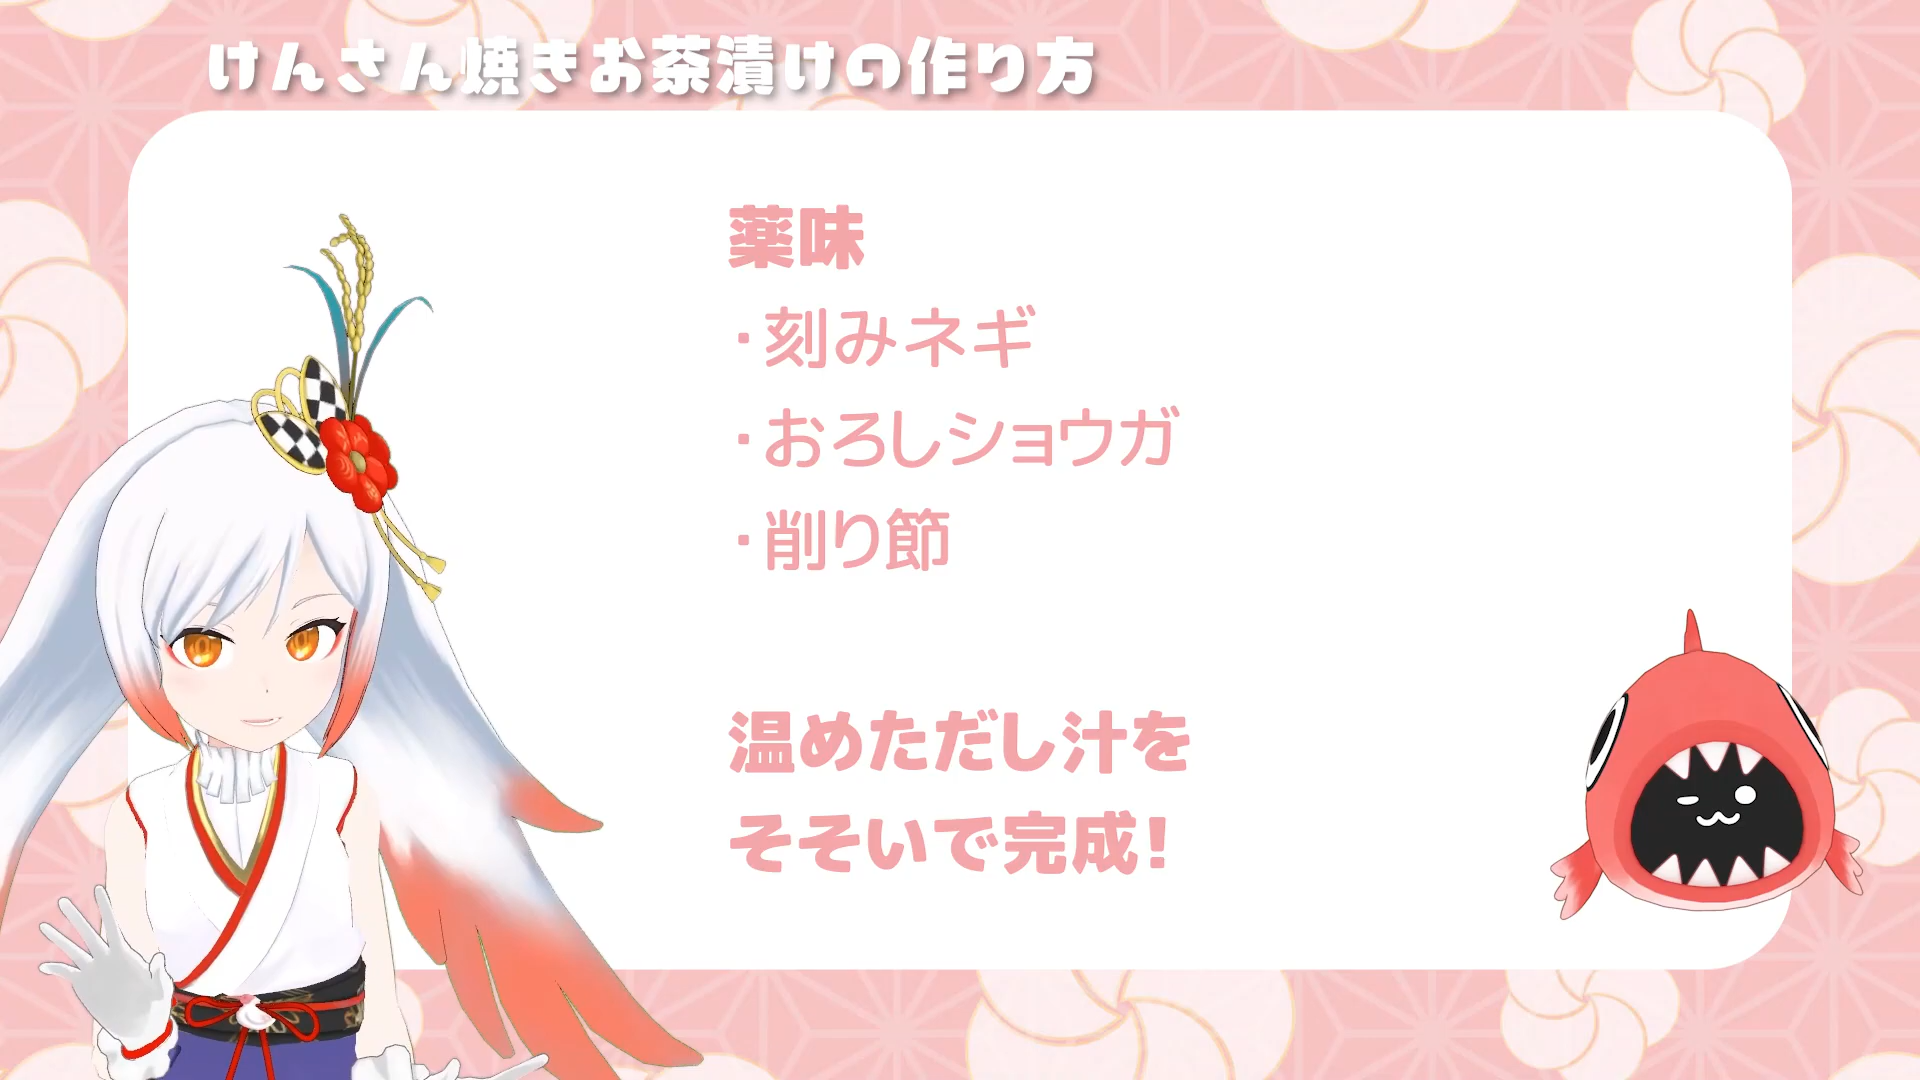 けんさん焼きお茶漬けの作り方
薬味
・刻みネギ
・おろしショウガ
・削り節
温めただし汁を
そそいで完成!